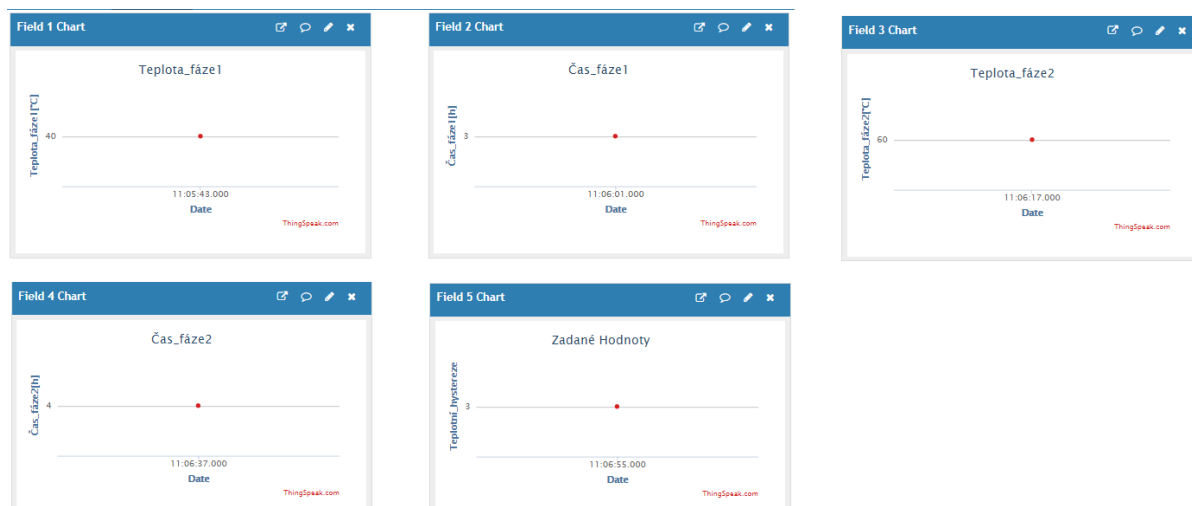 Field 1 Chart
Teplota_fáze1
Teplota_fáze1[°C]
40
11:05:43.000
Date
ThingSpeak.com
Field 2 Chart
Čas_fáze1
Čas_fáze1[h]
3
11:06:01.000
Date
ThingSpeak.com
Field 3 Chart
Teplota_fáze2
Teplota_fáze2[°C]
60
11:06:17.000
Date
ThingSpeak.com
Field 4 Chart
Čas_fáze2
Čas_fáze2[h]
4
11:06:37.000
Date
ThingSpeak.com
Field 5 Chart
Zadané Hodnoty
Teplotní_hystereze
3
11:06:55.000
Date
ThingSpeak.com